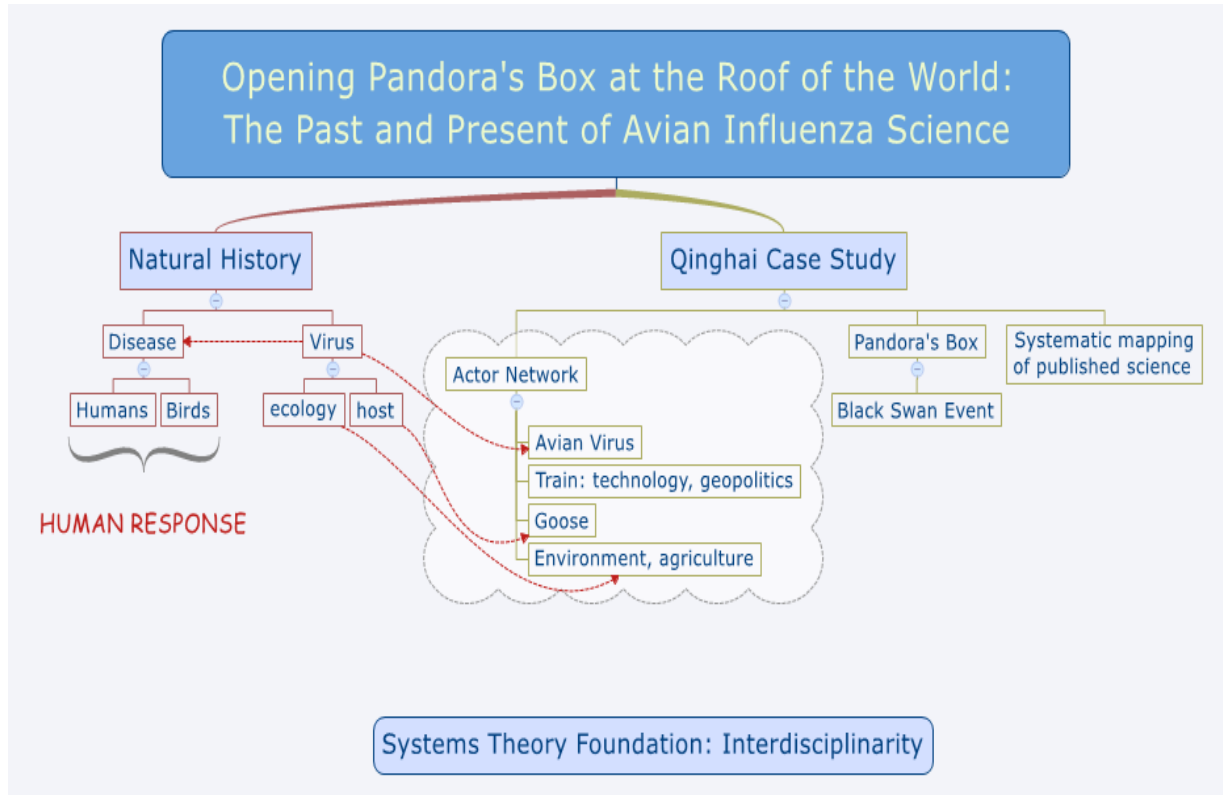 Opening Pandora's Box at the Roof of the World:
The Past and Present of Avian Influenza Science
Natural History
Qinghai Case Study
Disease
Virus
Humans
Birds
ecology
host
HUMAN RESPONSE
Actor Network
Avian Virus
Train: technology, geopolitics
Goose
Environment, agriculture
Pandora's Box
Black Swan Event
Systematic mapping
of published science
Systems Theory Foundation: Interdisciplinarity